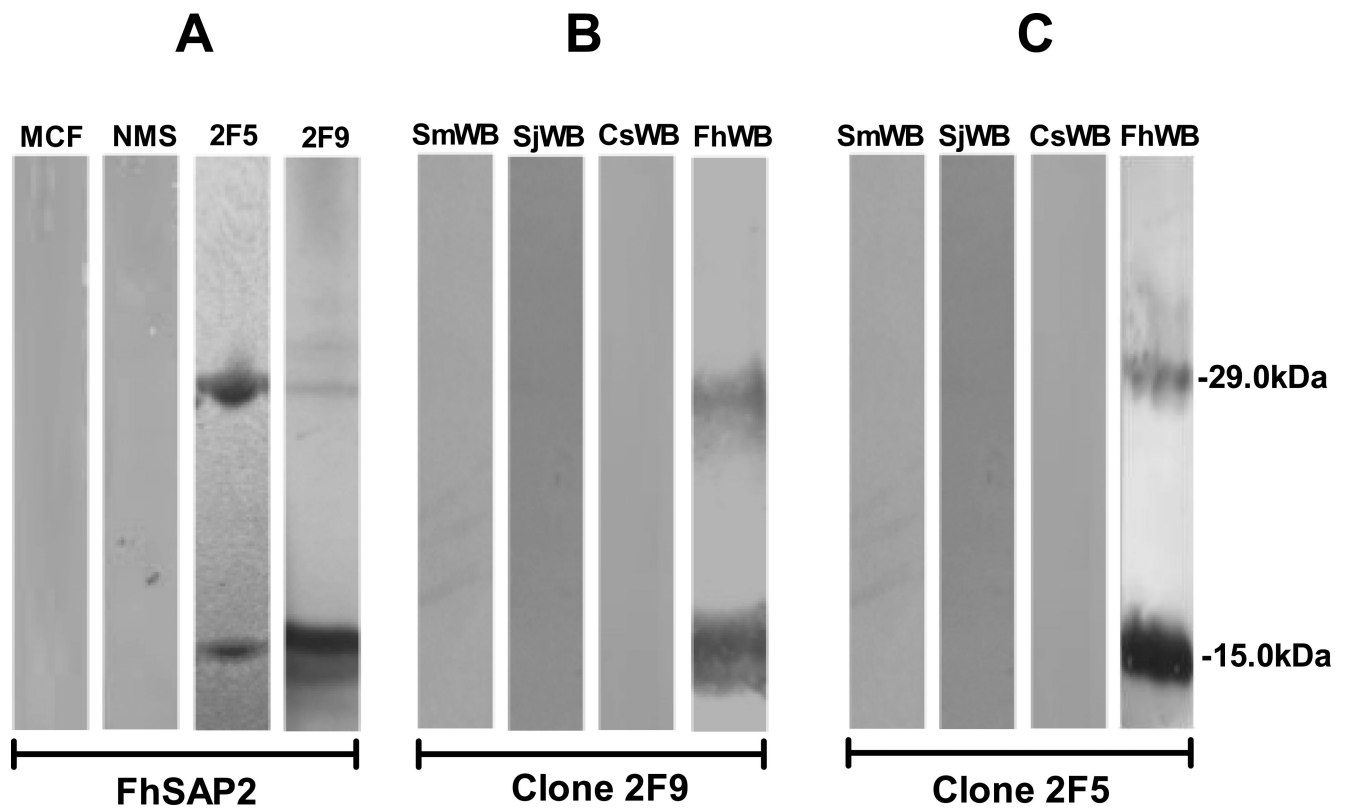 A B C
MCF NMS 2F5 2F9 SmWB SjWB CsWB FhWB SmWB SjWB CsWB FhWB
-29.0kDa
-15.0kDa
FhSAP2 Clone 2F9 Clone 2F5